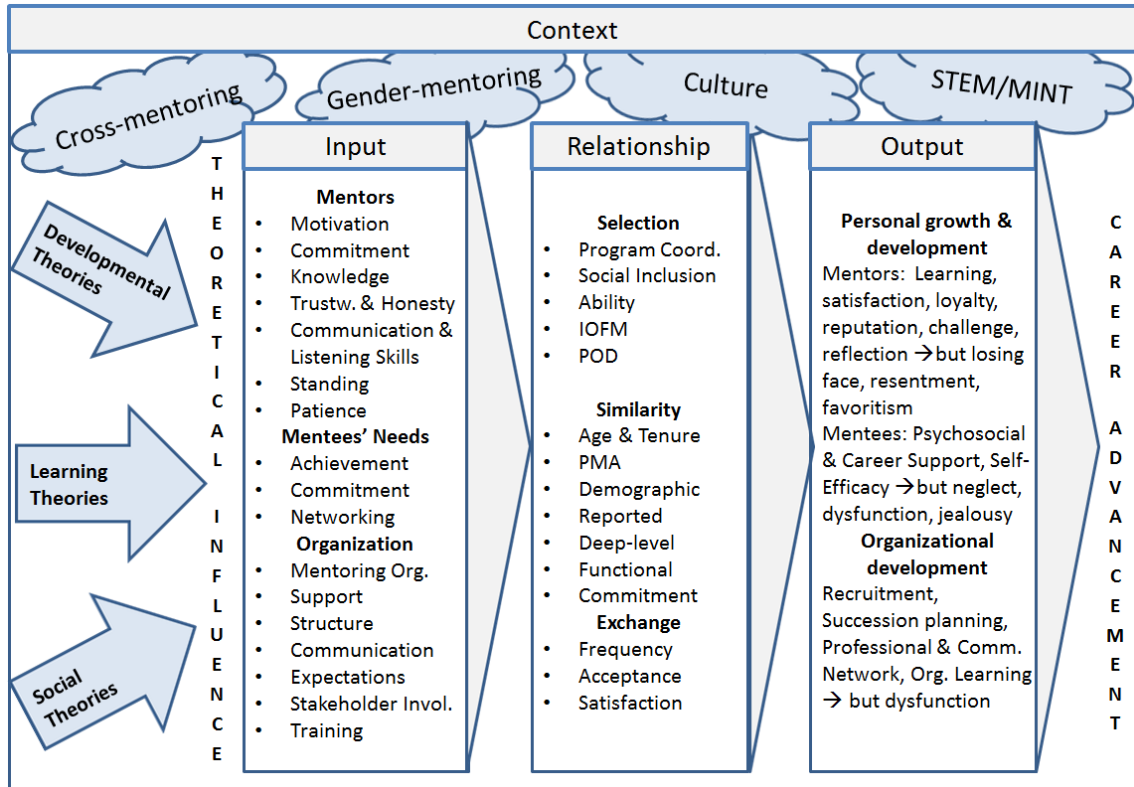 Context
Cross-mentoring
Gender-mentoring
Culture
STEM/MINT
Developmental
Theories
Learning
Theories
Social
Theories
THEORETICAL INFLUENCE
Input
Mentors
• Motivation
• Commitment
• Knowledge
• Trustw. & Honesty
• Communication &
Listening Skills
• Standing
• Patience
Mentees' Needs
• Achievement
• Commitment
• Networking
Organization
• Mentoring Org.
• Support
• Structure
• Communication
• Expectations
• Stakeholder Invol.
• Training
Relationship
Selection
• Program Coord.
• Social Inclusion
• Ability
• IOFM
• POD
Similarity
• Age & Tenure
• PMA
• Demographic
• Reported
• Deep-level
• Functional
• Commitment
Exchange
• Frequency
• Acceptance
• Satisfaction
Output
Personal growth &
development
Mentors: Learning,
satisfaction, loyalty,
reputation, challenge,
reflection → but losing
face, resentment,
favoritism
Mentees: Psychosocial
& Career Support, Self-
Efficacy → but neglect,
dysfunction, jealousy
Organizational
development
Recruitment,
Succession planning,
Professional & Comm.
Network, Org. Learning
→ but dysfunction
CAREER ADVANCEMENT